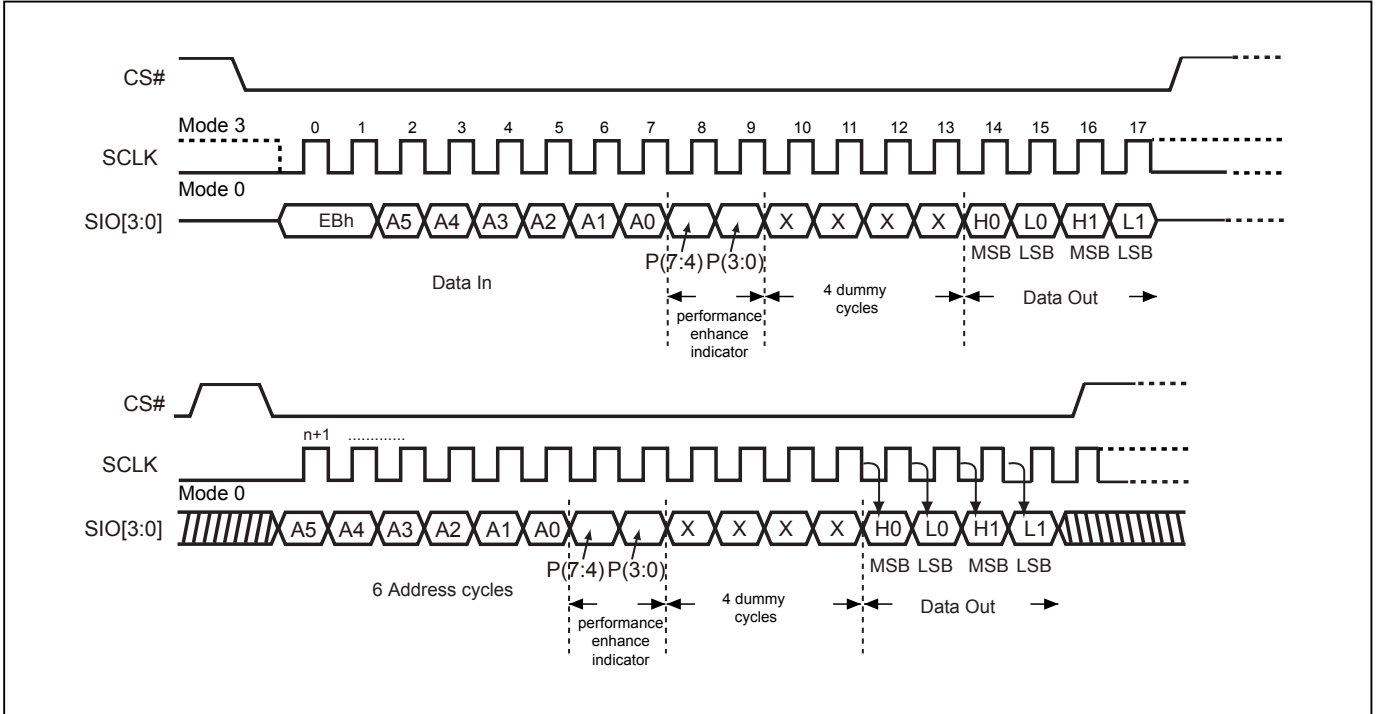 CS#
Mode 3
0 1 2 3 4 5 6 7 8 9 10 11 12 13 14 15 16 17
SCLK
Mode 0
SIO[3:0] EBh A5 A4 A3 A2 A1 A0 X X X X H0 L0 H1 L1
MSB LSB MSB LSB
P(7:4) P(3:0)
Data In
4 dummy
cycles
Data Out
performance
enhance
indicator
CS#
n+1 .............
SCLK
Mode 0
SIO[3:0] A5 A4 A3 A2 A1 A0 X X X X H0 L0 H1 L1
MSB LSB MSB LSB
P(7:4) P(3:0)
6 Address cycles
4 dummy
cycles
Data Out
performance
enhance
indicator